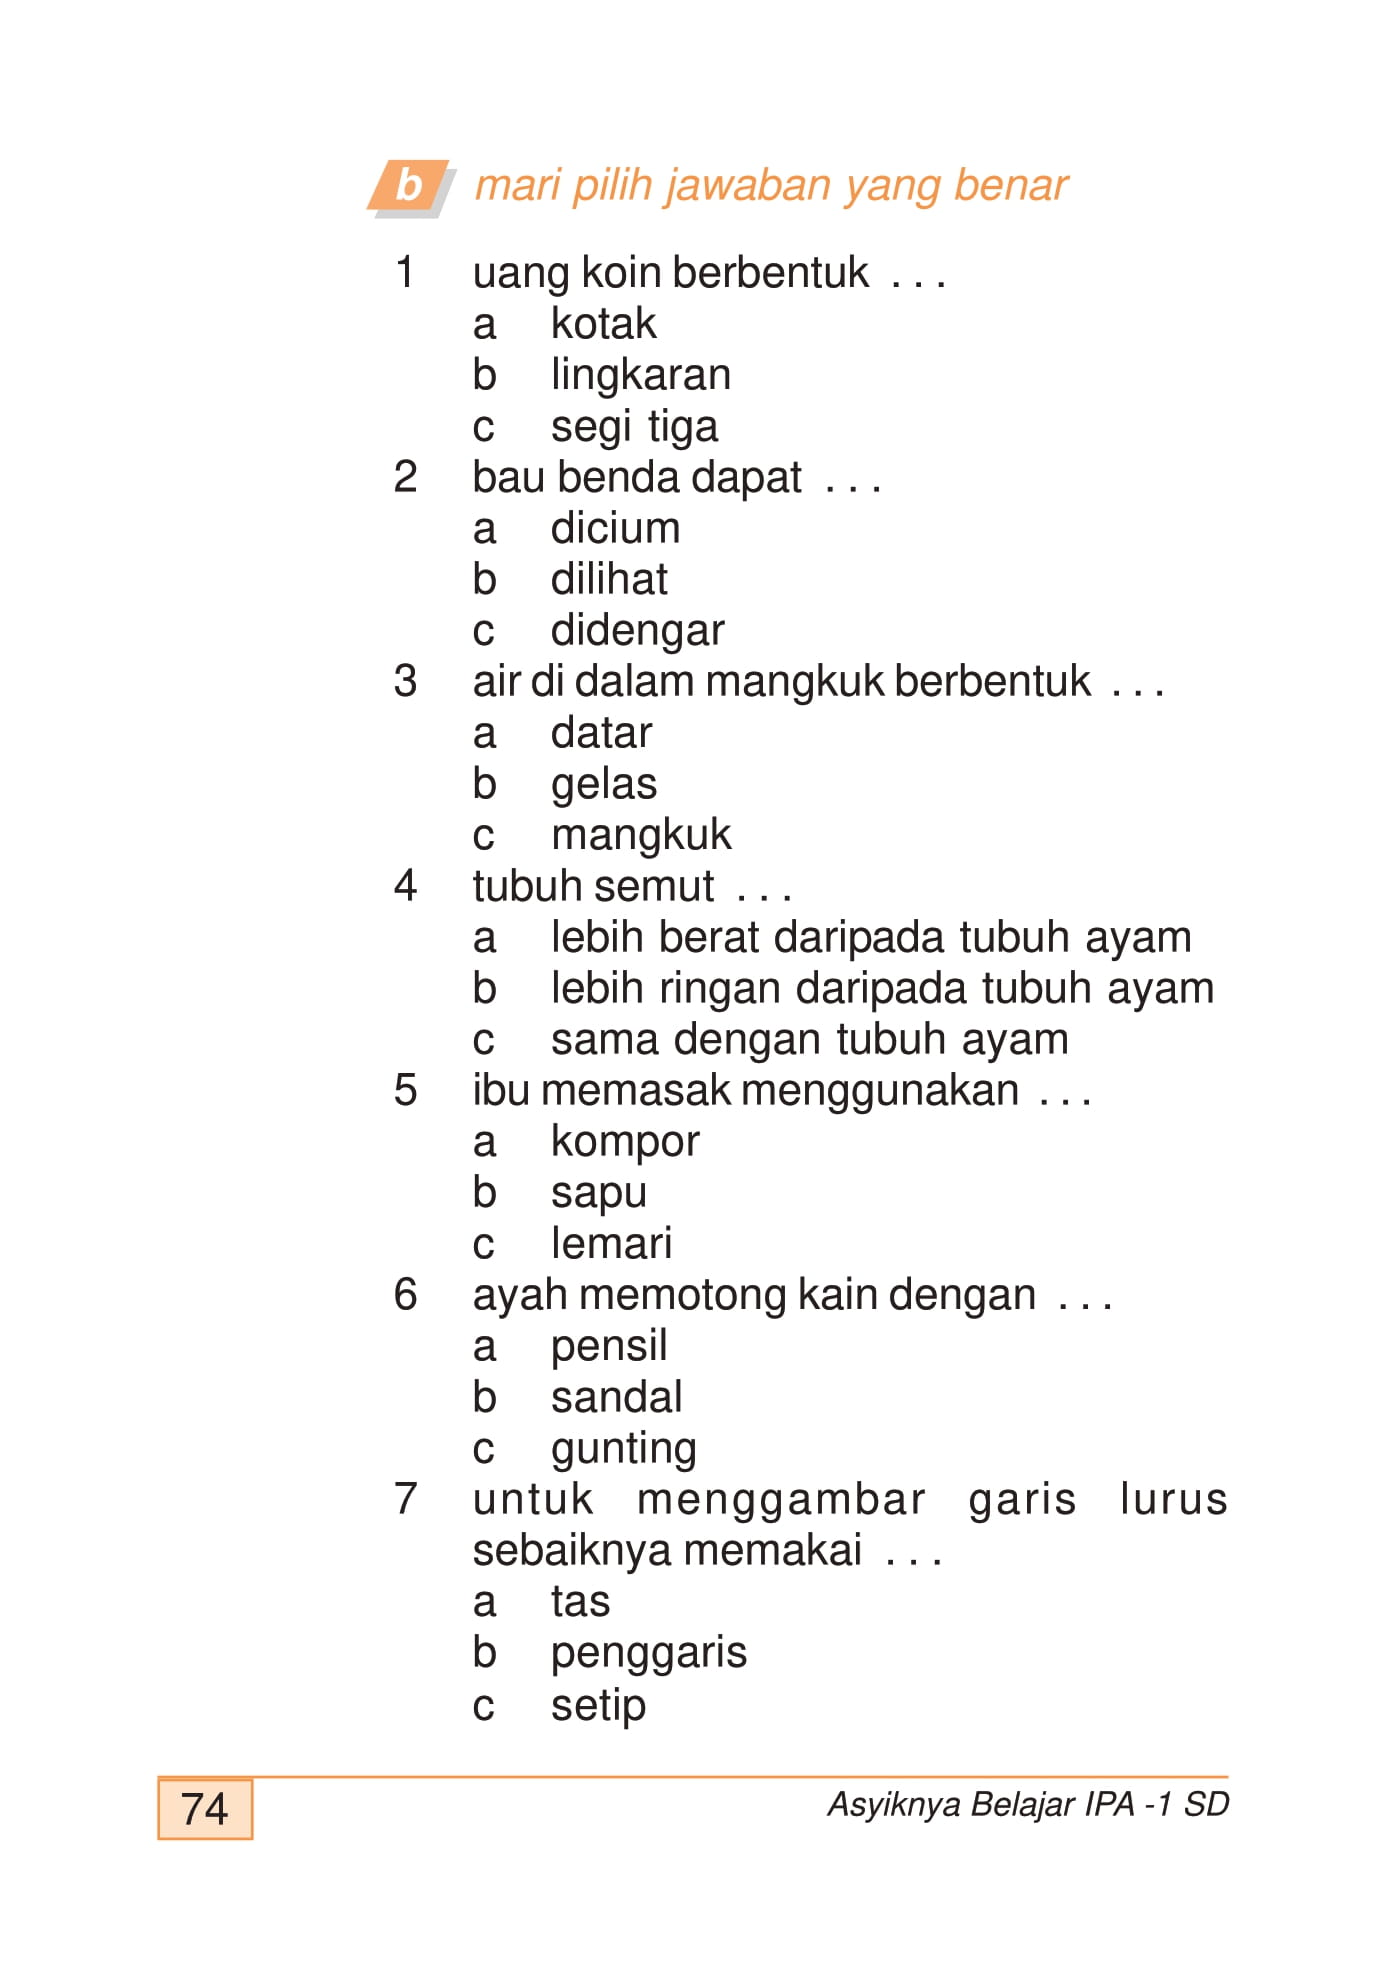 b mari pilih jawaban yang benar
1 uang koin berbentuk . . .
a kotak
b lingkaran
c segi tiga
2 bau benda dapat . . .
a dicium
b dilihat
c didengar
3 air di dalam mangkuk berbentuk . . .
a datar
b gelas
c mangkuk
4 tubuh semut . . .
a lebih berat daripada tubuh ayam
b lebih ringan daripada tubuh ayam
c sama dengan tubuh ayam
5 ibu memasak menggunakan . . .
a kompor
b sapu
c lemari
6 ayah memotong kain dengan . . .
a pensil
b sandal
c gunting
7 untuk menggambar garis lurus
sebaiknya memakai . . .
a tas
b penggaris
c setip
74 Asyiknya Belajar IPA -1 SD